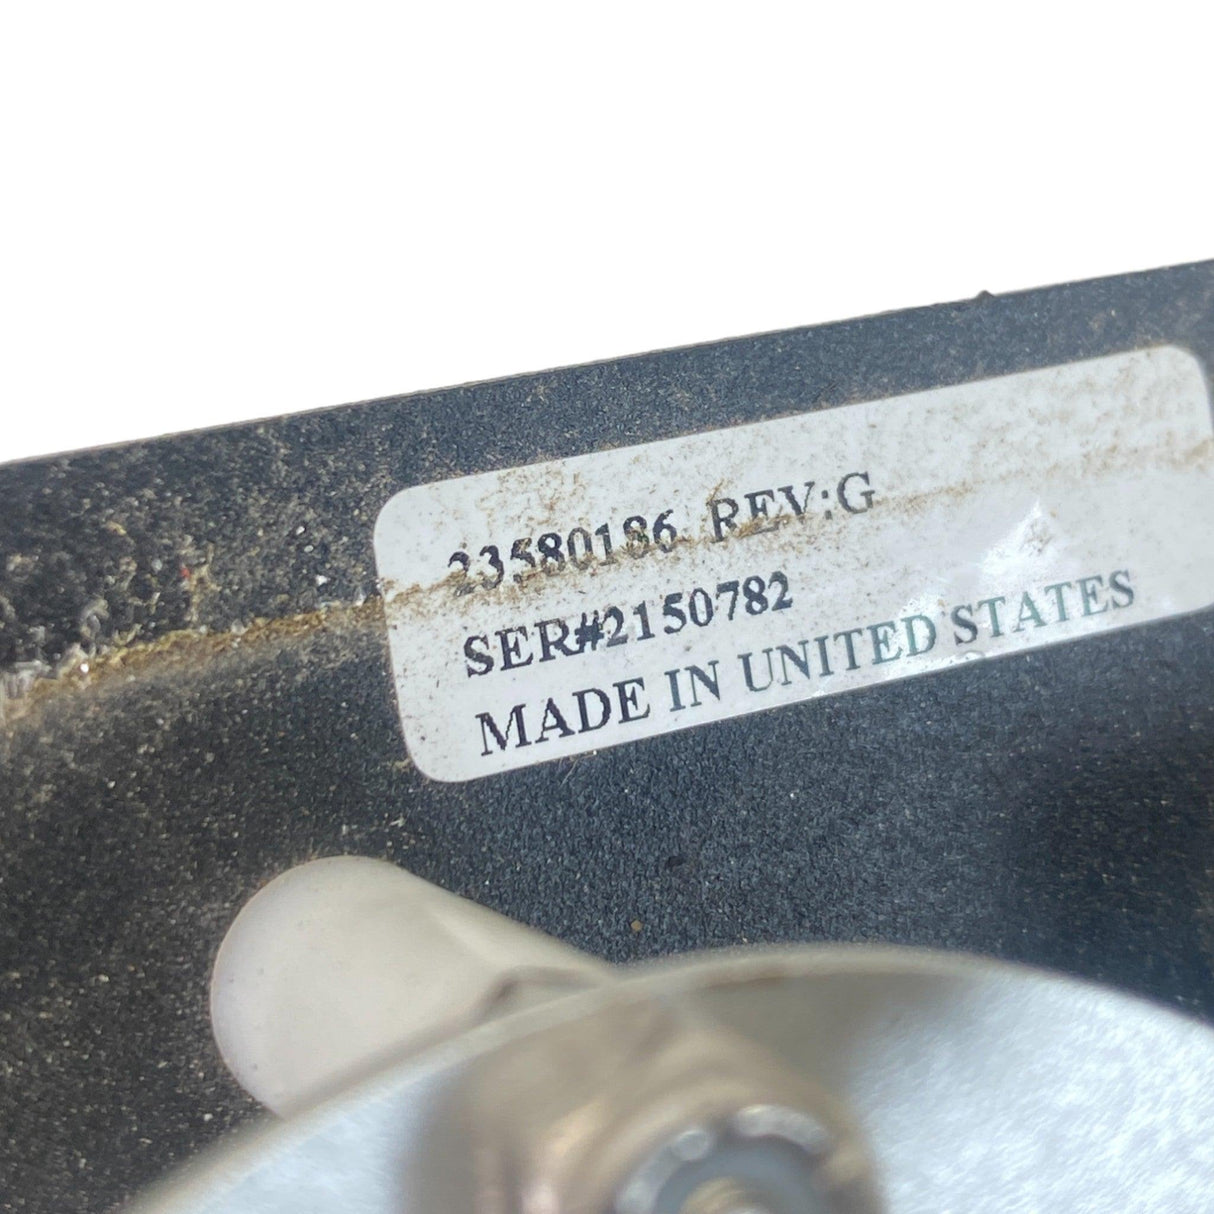 23580186 REV:G
SER#2150782
MADE IN UNITED STATES